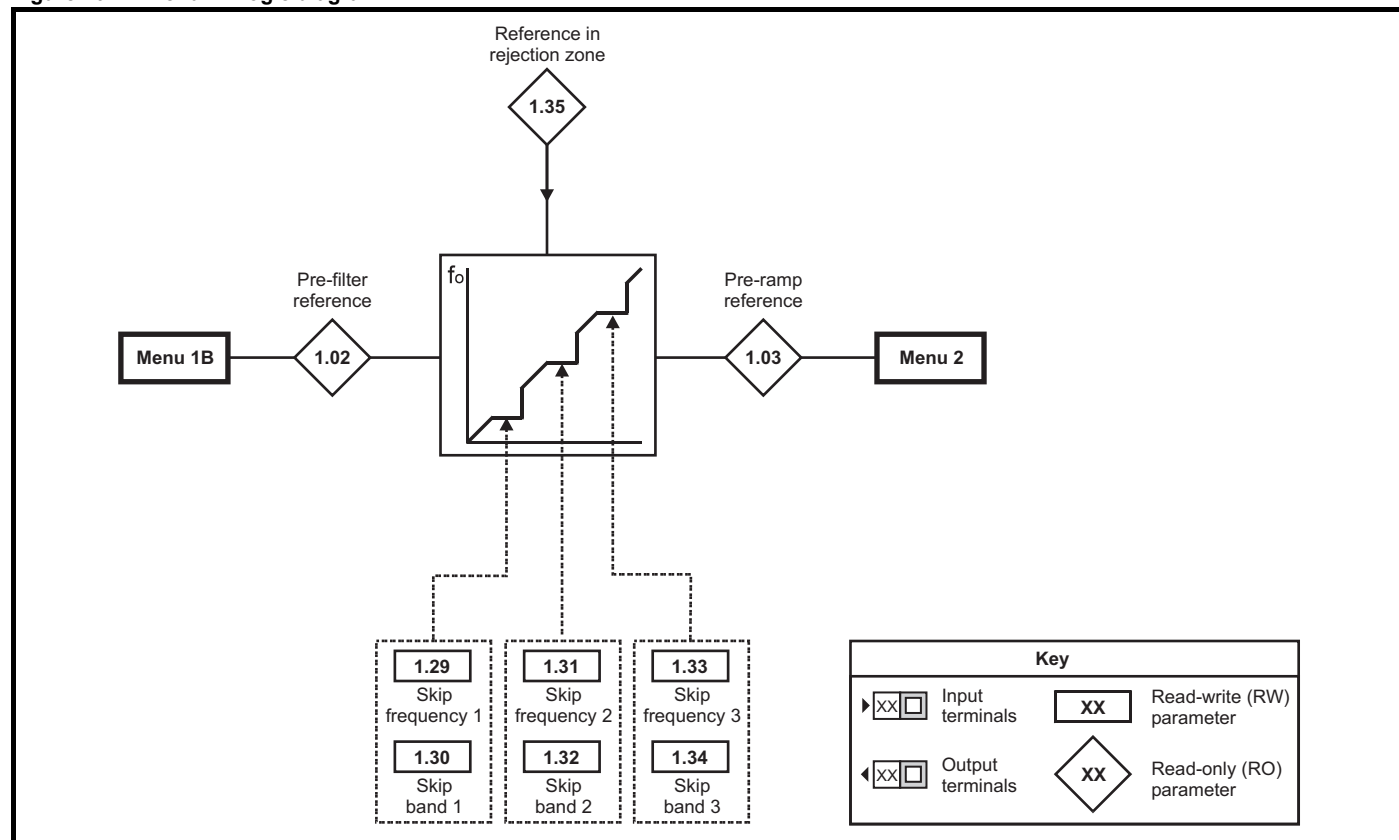 Reference in
rejection zone
1.35
fo
Pre-filter
reference
Pre-ramp
reference
Menu 1B
1.02
1.03
Menu 2
1.29
Skip
frequency 1
1.30
Skip
band 1
1.31
Skip
frequency 2
1.32
Skip
band 2
1.33
Skip
frequency 3
1.34
Skip
band 3
Key
XX
Input
terminals
XX
Read-write (RW)
parameter
XX
Output
terminals
XX
Read-only (RO)
parameter